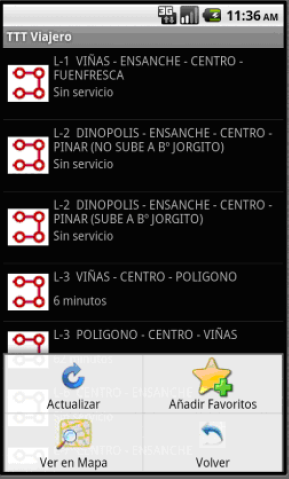 3G 11:36 AM
TTT Viajero
L-1 VIÑAS - ENSANCHE - CENTRO -
FUENFRESCA
Sin servicio
L-2 DINOPOLIS - ENSANCHE - CENTRO -
PINAR (NO SUBE A Bº JORGITO)
Sin servicio
L-2 DINOPOLIS - ENSANCHE - CENTRO -
PINAR (SUBE A Bº JORGITO)
Sin servicio
L-3 VIÑAS - CENTRO - POLIGONO
6 minutos
L-3 POLIGONO - CENTRO - VIÑAS
Actualizar
Añadir Favoritos
Ver en Mapa
Volver